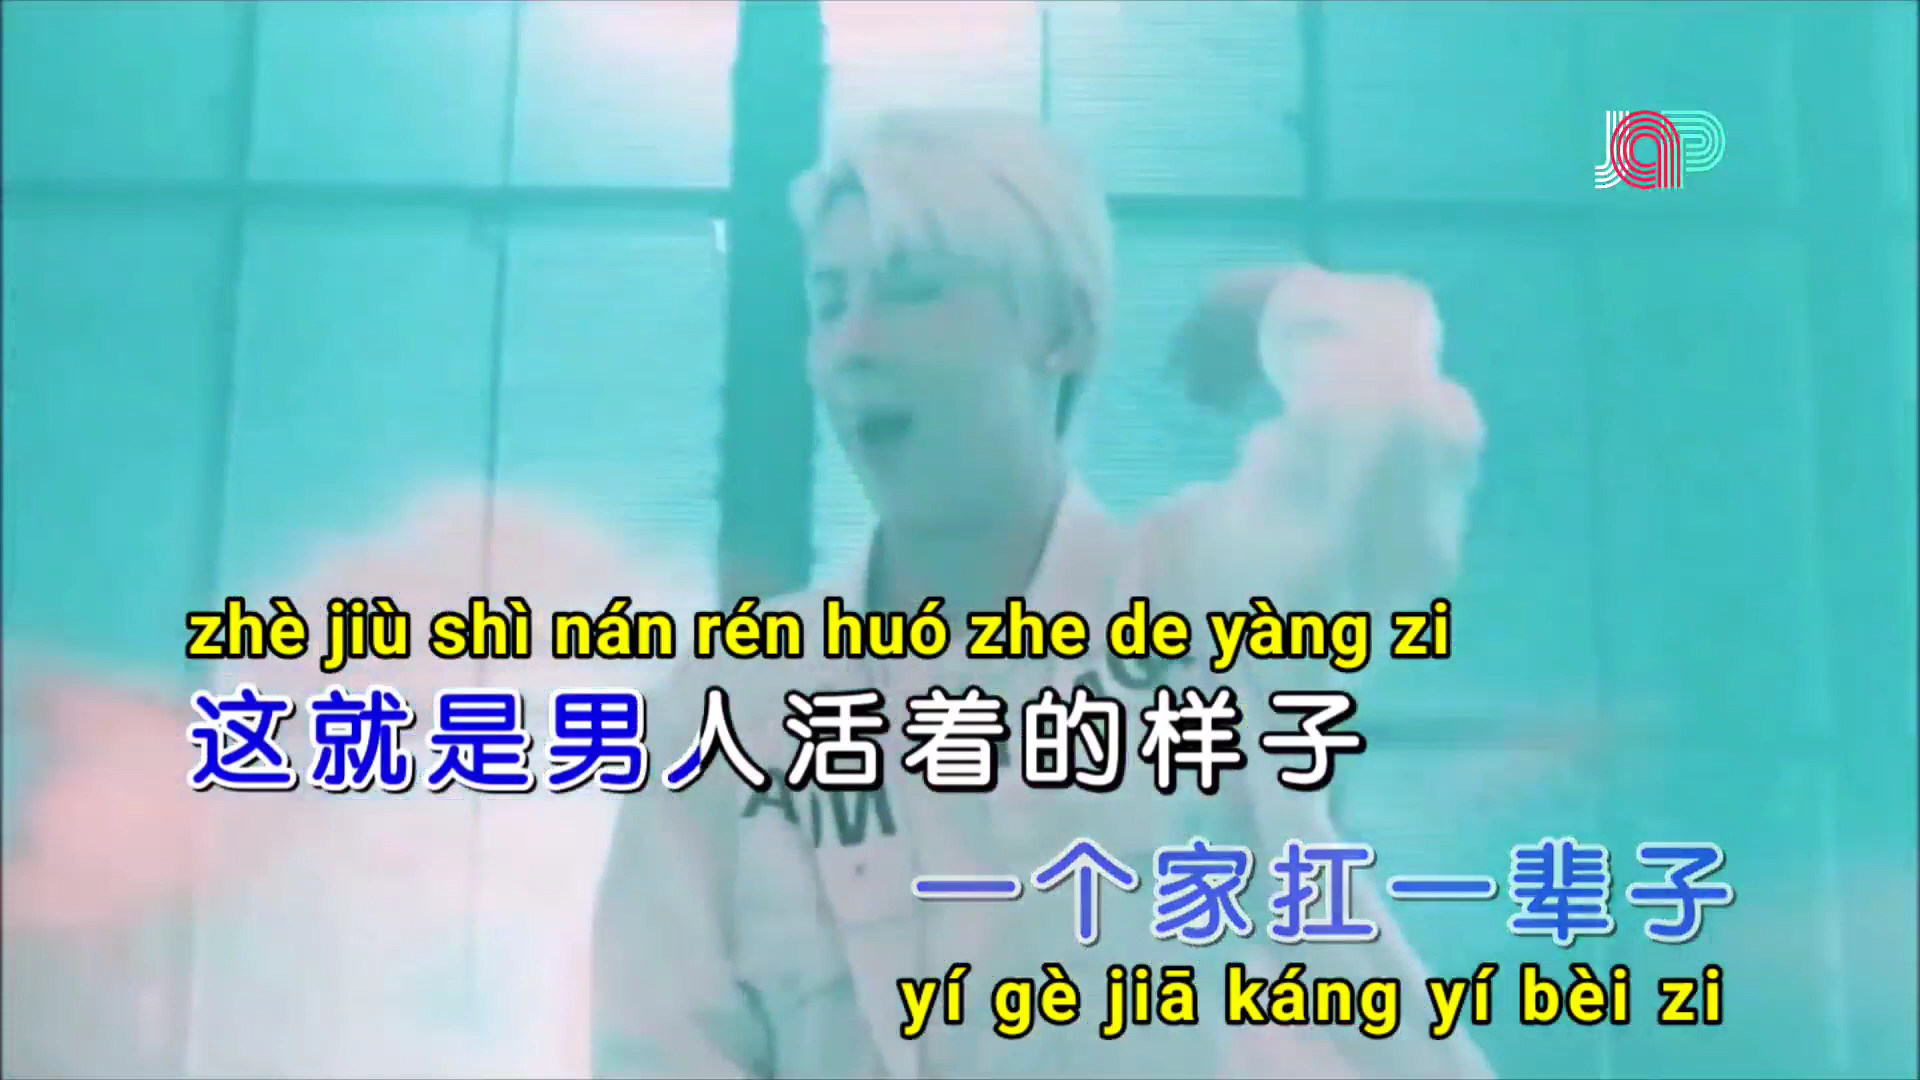 JAP
zhè jiù shì nán rén huó zhe de yàng zi
这就是男人活着的样子
一个家扛一辈子
yí gè jiā káng yí bèi zi